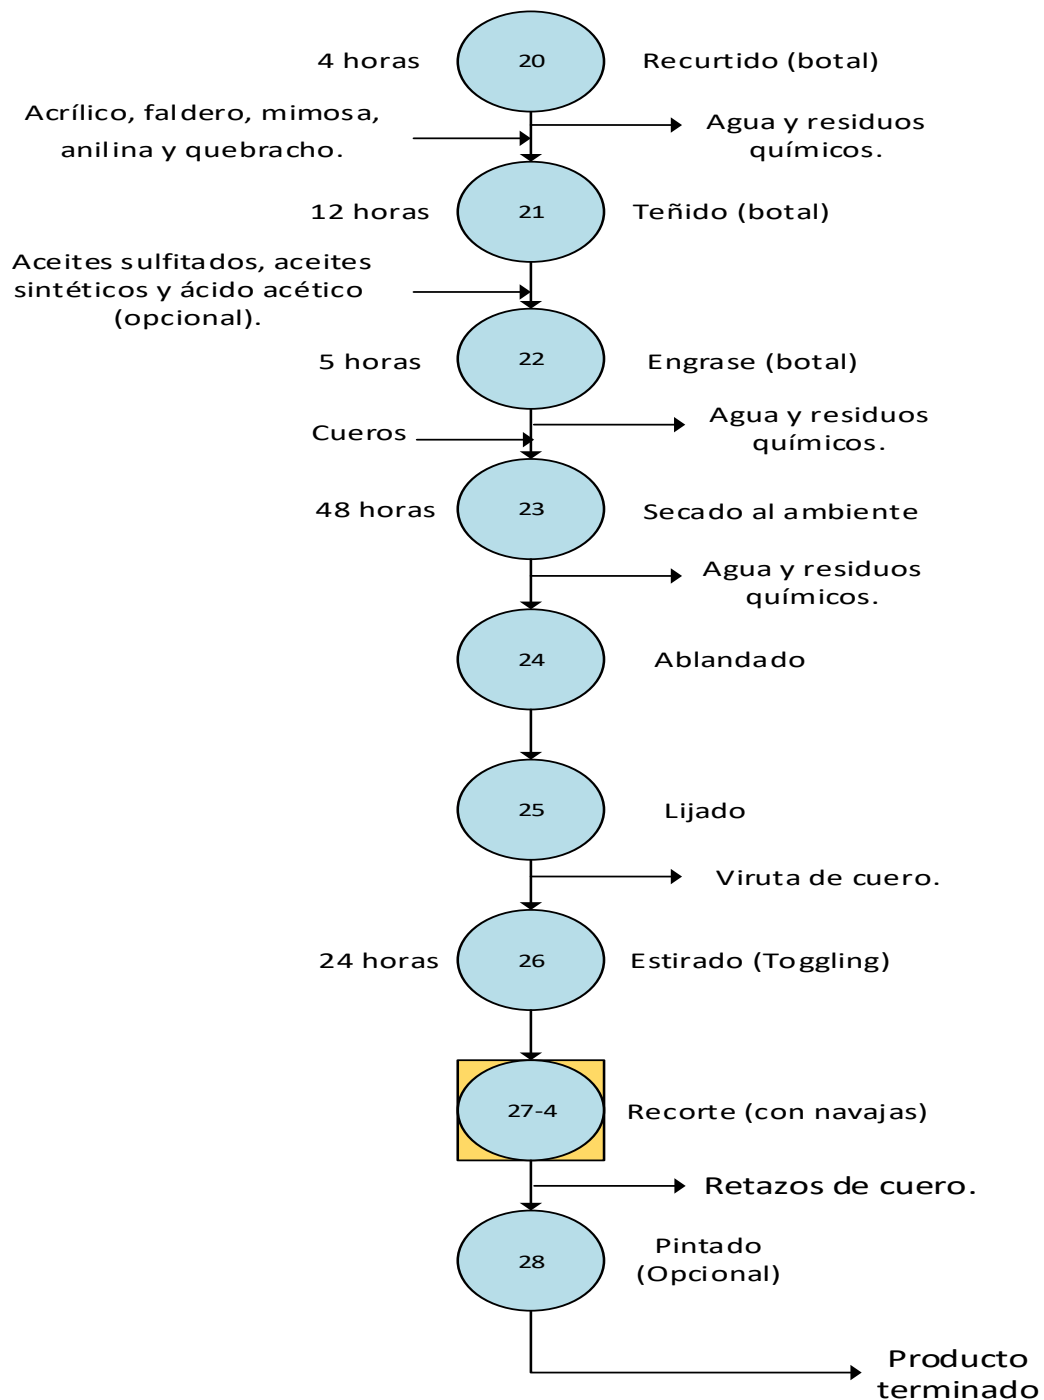 4 horas
20
Recurtido (botal)
Acrílico, faldero, mimosa,
anilina y quebracho.
Agua y residuos
químicos.
12 horas
21
Teñido (botal)
Aceites sulfitados, aceites
sintéticos y ácido acético
(opcional).
5 horas
22
Engrase (botal)
Cueros
Agua y residuos
químicos.
48 horas
23
Secado al ambiente
Agua y residuos
químicos.
24
Ablandado
25
Lijado
Viruta de cuero.
24 horas
26
Estirado (Toggling)
27-4
Recorte (con navajas)
Retazos de cuero.
28
Pintado
(Opcional)
Producto
terminado